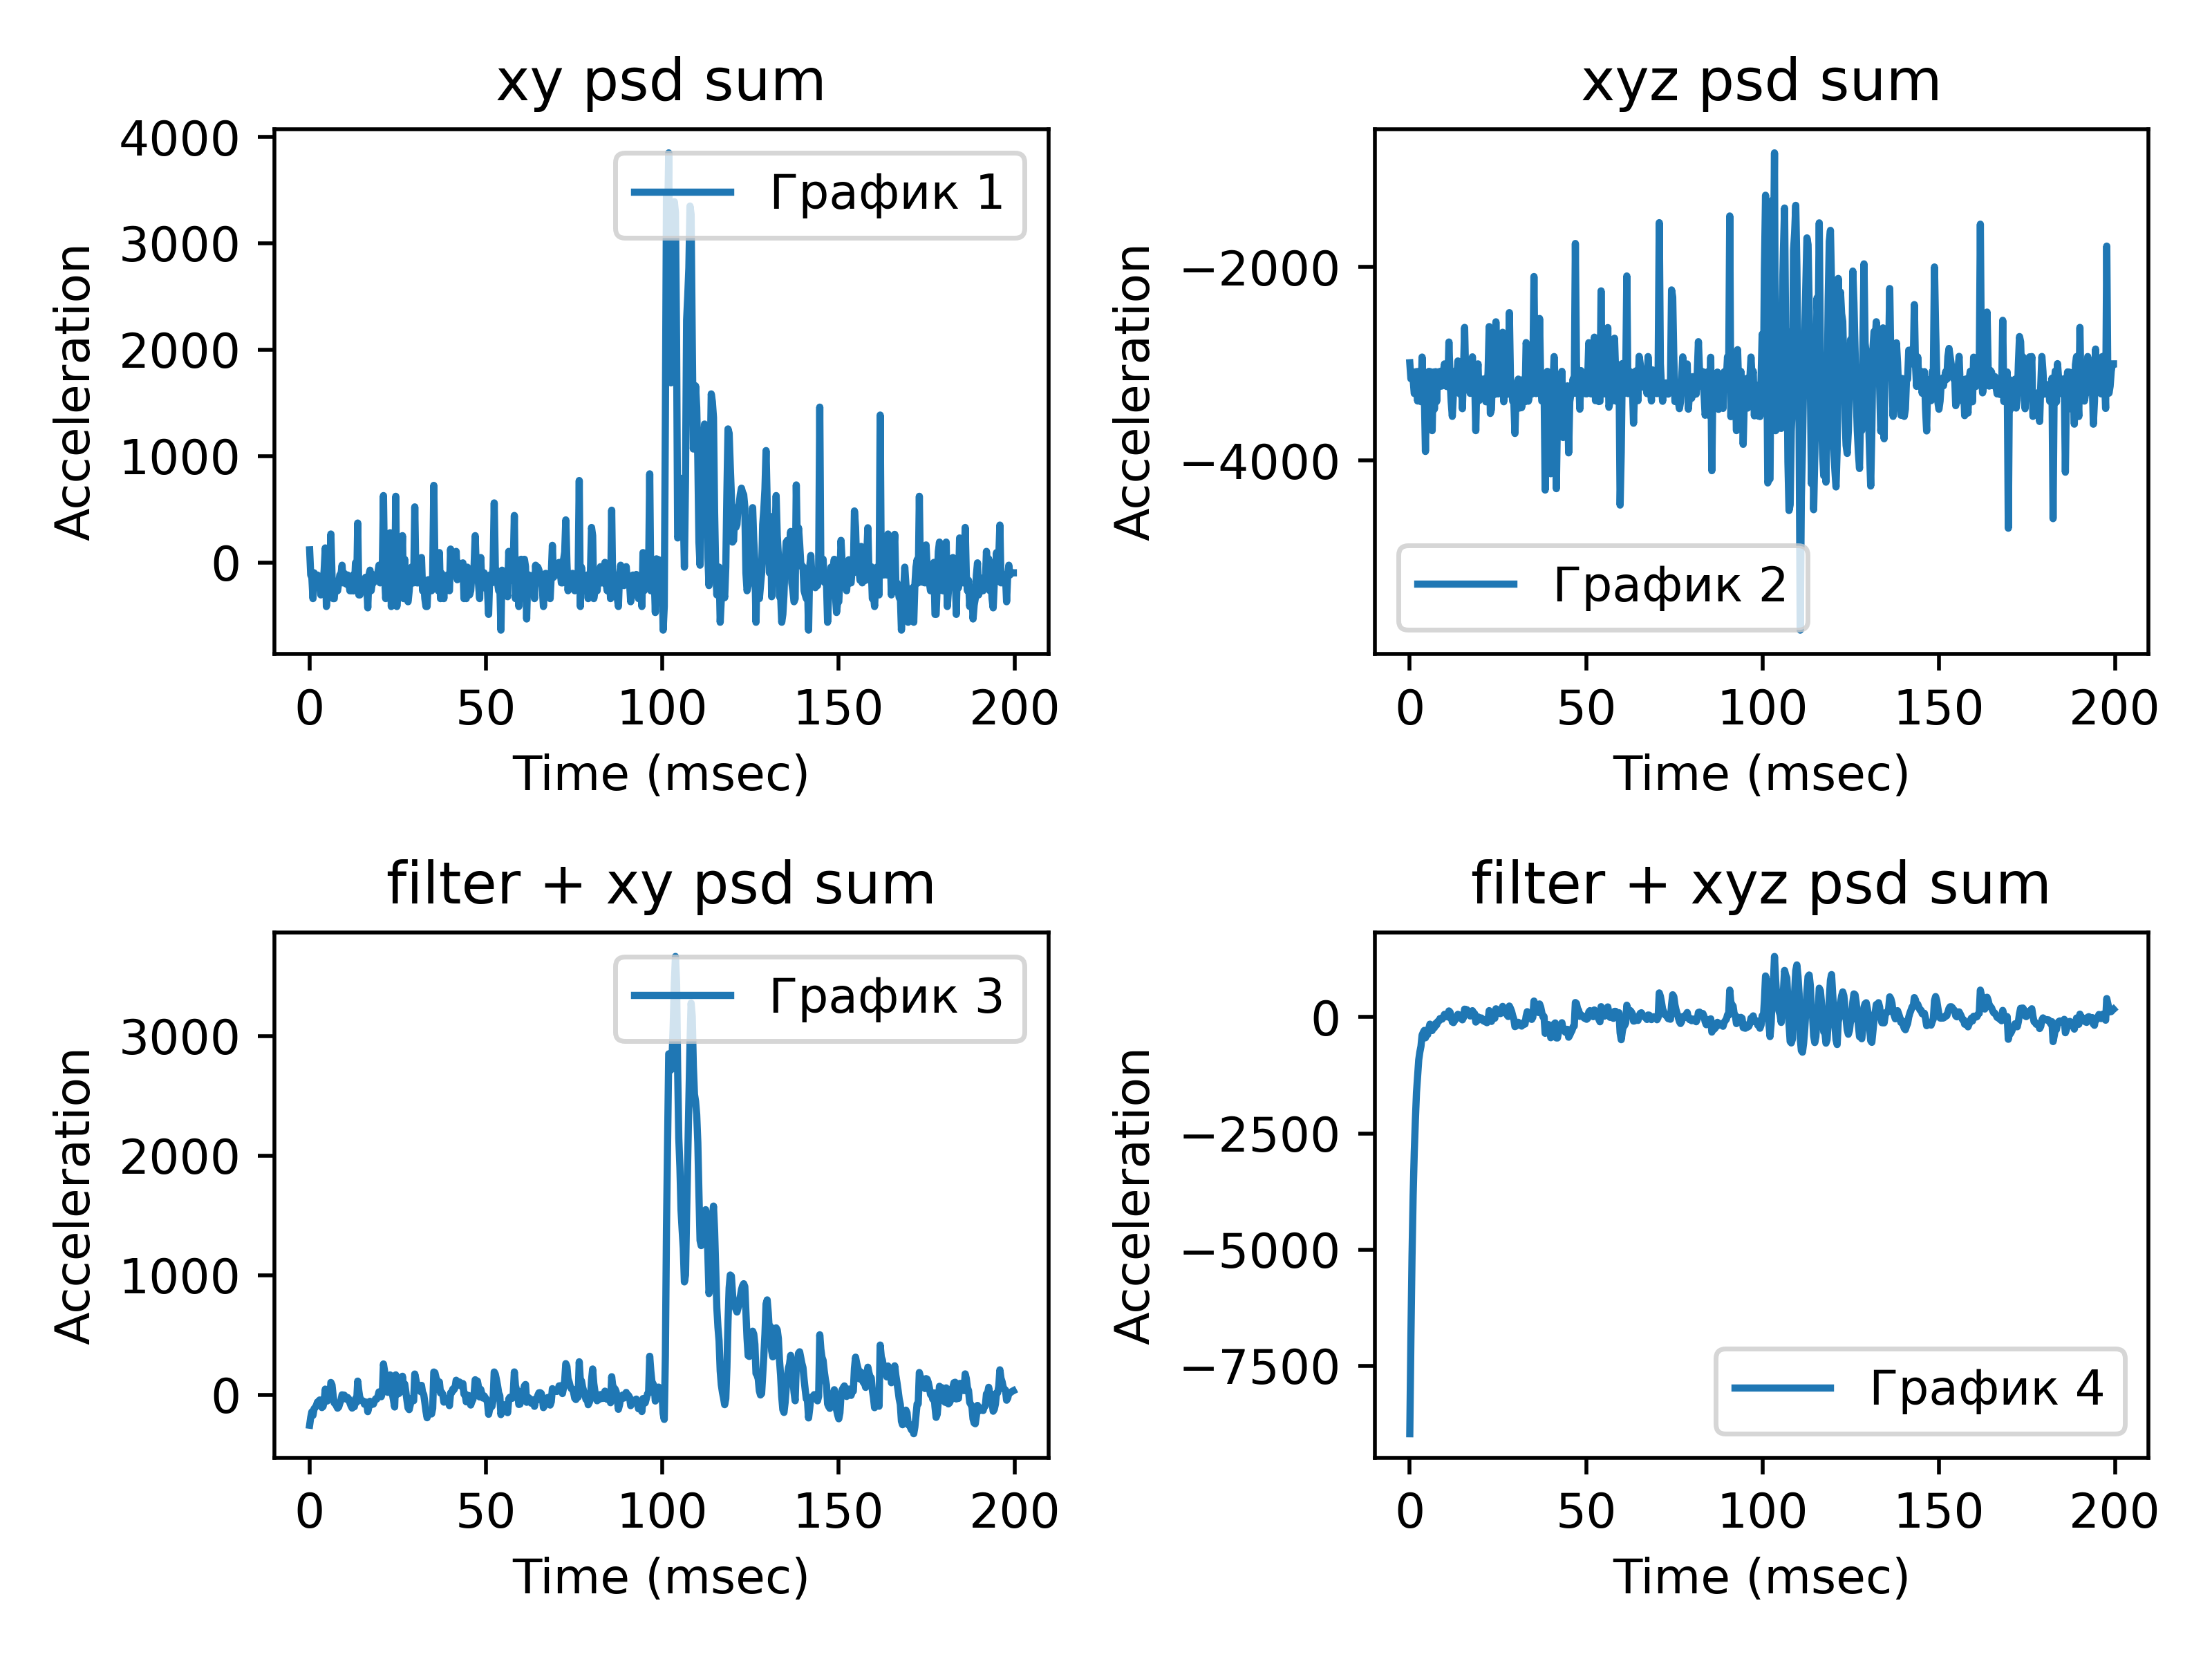 xy psd sum
4000
3000
2000
1000
0
Acceleration
График 1
0 50 100 150 200
Time (msec)
xyz psd sum
−2000
−4000
Acceleration
График 2
0 50 100 150 200
Time (msec)
filter + xy psd sum
3000
2000
1000
0
Acceleration
График 3
0 50 100 150 200
Time (msec)
filter + xyz psd sum
0
−2500
−5000
−7500
Acceleration
График 4
0 50 100 150 200
Time (msec)